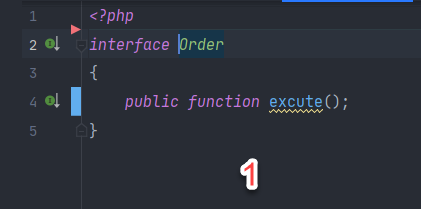 1 <?php
2 interface Order
3 {
4 public function excute();
5 }
1